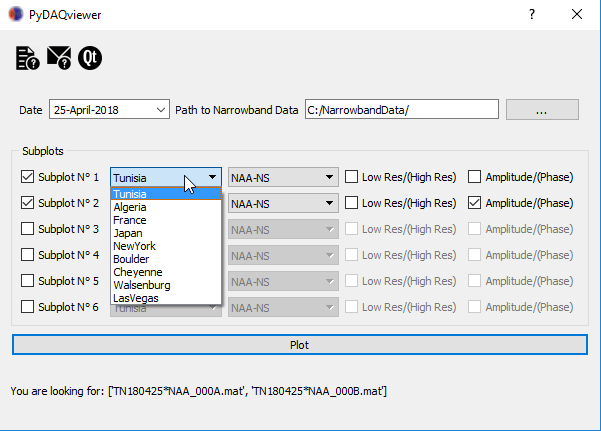 PyDAQviewer
?
Qt
Date 25-April-2018 Path to Narrowband Data C:/NarrowbandData/ ...
Subplots
Subplot N° 1 Tunisia NAA-NS Low Res/(High Res) Amplitude/(Phase)
Tunisia
Subplot N° 2 NAA-NS Low Res/(High Res) Amplitude/(Phase)
Algeria
France
Subplot N° 3 NAA-NS Low Res/(High Res) Amplitude/(Phase)
Japan
NewYork
Subplot N° 4 NAA-NS Low Res/(High Res) Amplitude/(Phase)
Boulder
Cheyenne
Subplot N° 5 NAA-NS Low Res/(High Res) Amplitude/(Phase)
Walsenburg
LasVegas
Subplot N° 6 Tunisia NAA-NS Low Res/(High Res) Amplitude/(Phase)
Plot
You are looking for: ['TN180425*NAA_000A.mat', 'TN180425*NAA_000B.mat']